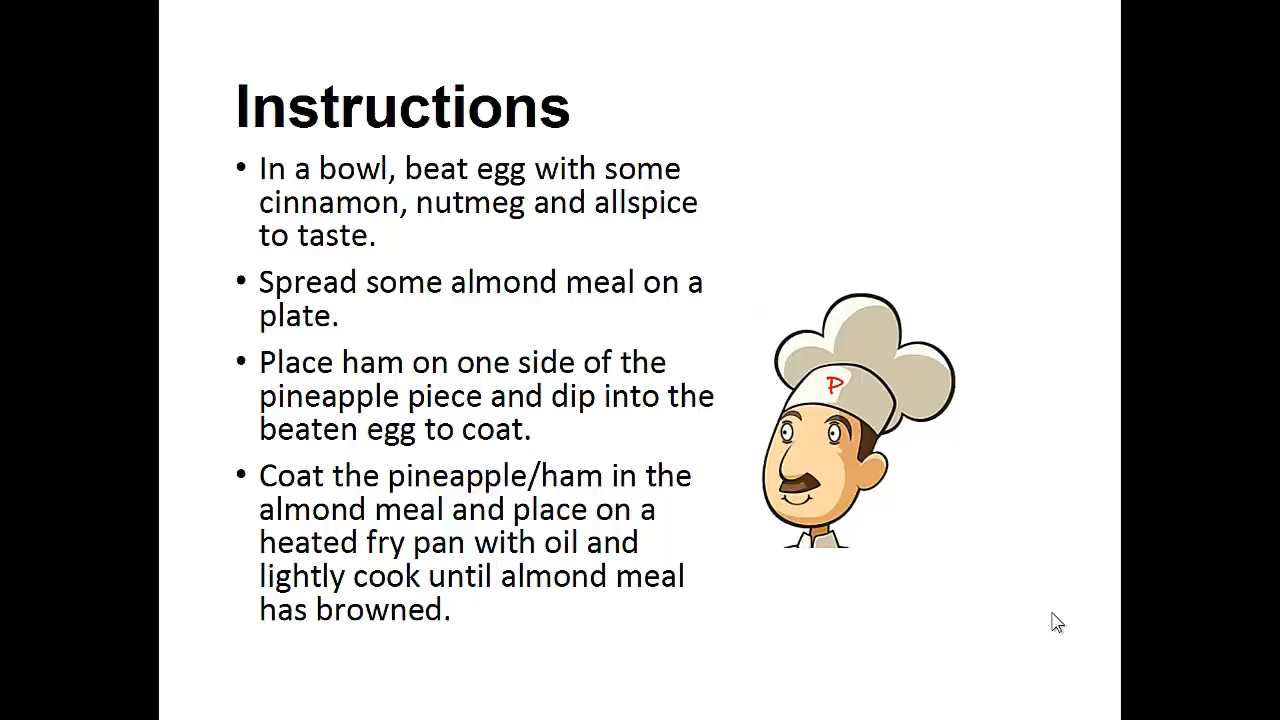 Instructions
• In a bowl, beat egg with some
cinnamon, nutmeg and allspice
to taste.
• Spread some almond meal on a
plate.
• Place ham on one side of the
pineapple piece and dip into the
beaten egg to coat.
• Coat the pineapple/ham in the
almond meal and place on a
heated fry pan with oil and
lightly cook until almond meal
has browned.
P